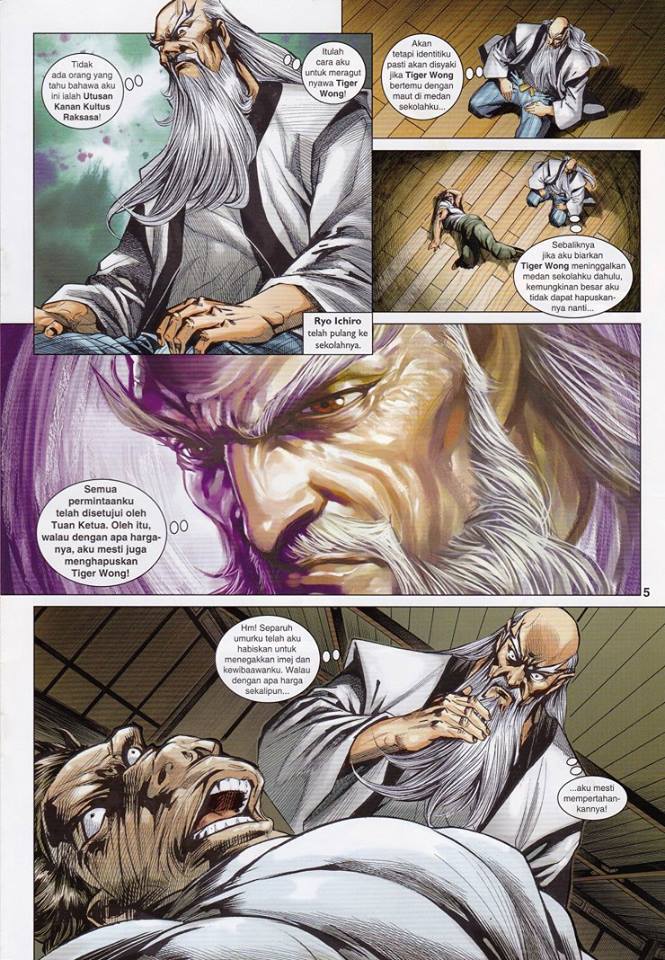 Tidak
ada orang yang
tahu bahawa aku
ini ialah Utusan
Kanan Kultus
Raksasa!
Itulah
cara aku
untuk meragut
nyawa Tiger
Wong!
Ryo Ichiro
telah pulang ke
sekolahnya.
Akan
tetapi identitiku
pasti akan disyaki
jika Tiger Wong
bertemu dengan
maut di medan
sekolahku...
Sebaliknya
jika aku biarkan
Tiger Wong meninggalkan
medan sekolahku dahulu,
kemungkinan besar aku
tidak dapat hapuskan-
nya nanti...
Semua
permintaanku
telah disetujui oleh
Tuan Ketua. Oleh itu,
walau dengan apa harga-
nya, aku mesti juga
menghapuskan
Tiger Wong!
5
Hm! Separuh
umurku telah aku
habiskan untuk
menegakkan imej dan
kewibaawanku. Walau
dengan apa harga
sekalipun...
...aku mesti
mempertahan-
kannya!